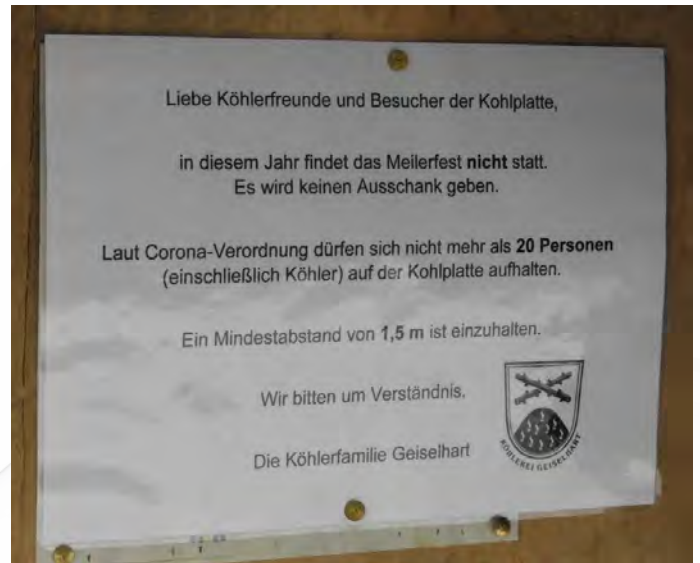 Liebe Köhlerfreunde und Besucher der Kohlplatte,
in diesem Jahr findet das Meilerfest nicht statt.
Es wird keinen Ausschank geben.
Laut Corona-Verordnung dürfen sich nicht mehr als 20 Personen
(einschließlich Köhler) auf der Kohlplatte aufhalten.
Ein Mindestabstand von 1,5 m ist einzuhalten.
Wir bitten um Verständnis.
Die Köhlerfamilie Geiselhart
KÖHLEREI GEISELHART